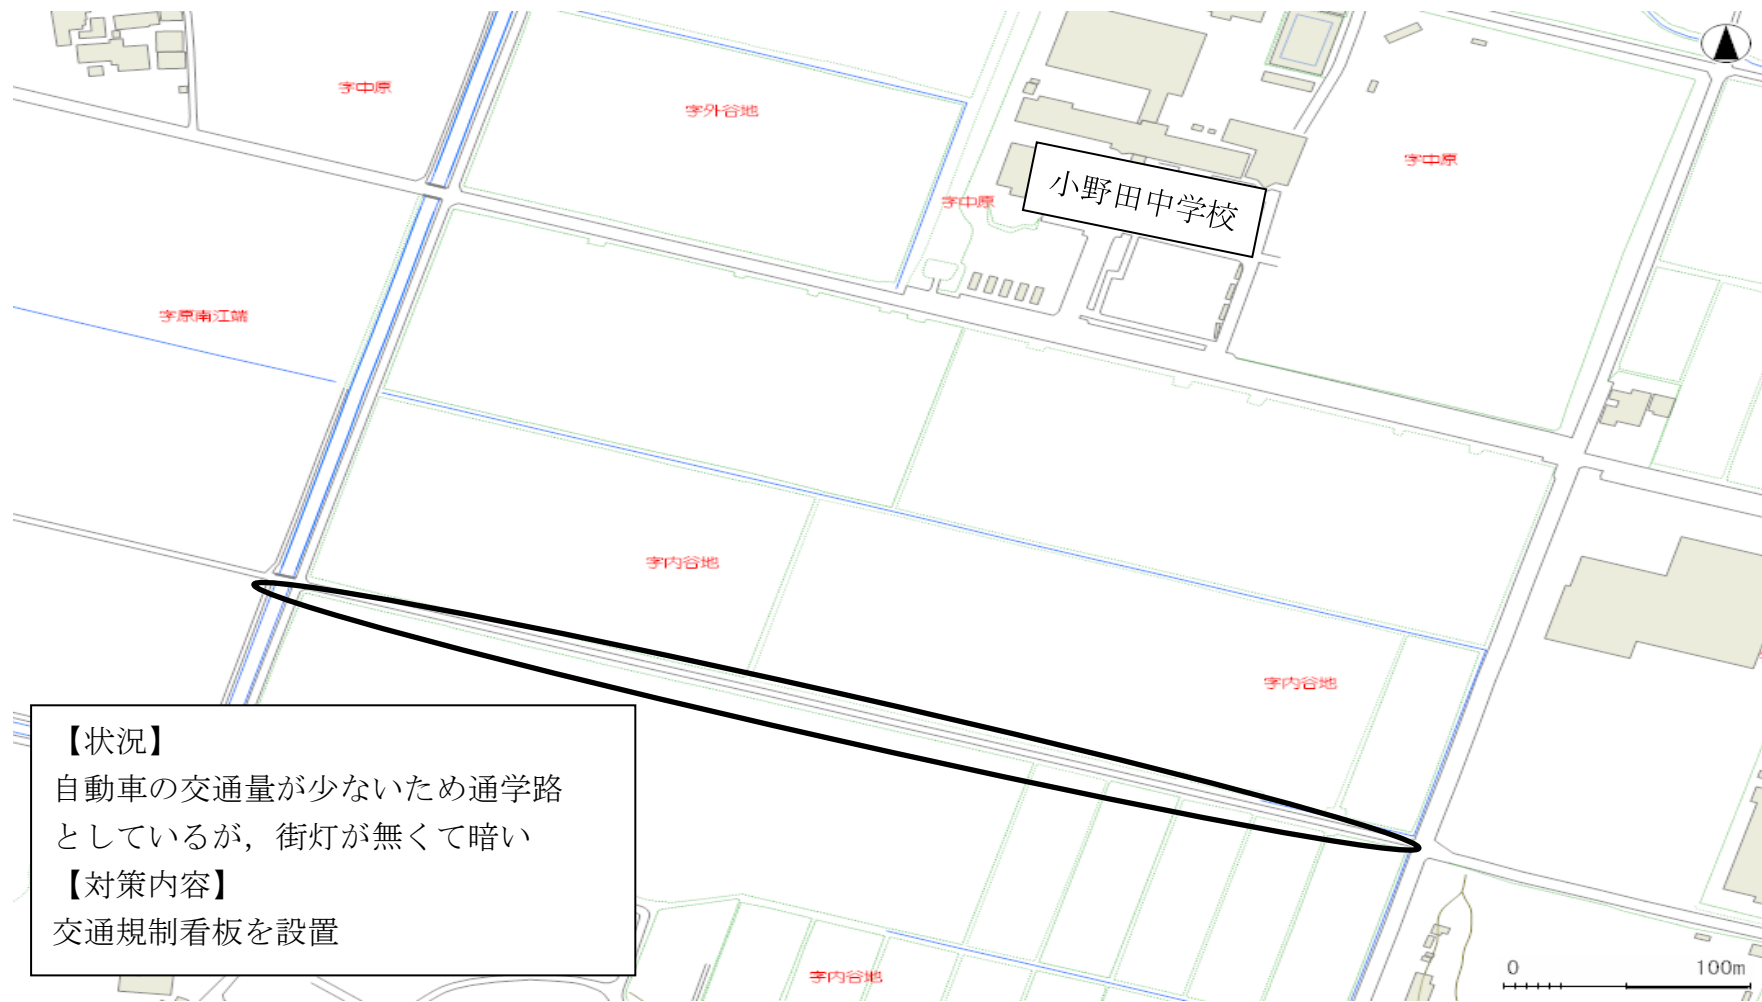 字中原
字外谷地
字中原
小野田中学校
字中原
字原南江端
字内谷地
字内谷地
【状況】
自動車の交通量が少ないため通学路
としているが，街灯が無くて暗い
【対策内容】
交通規制看板を設置
字内谷地
0 100m